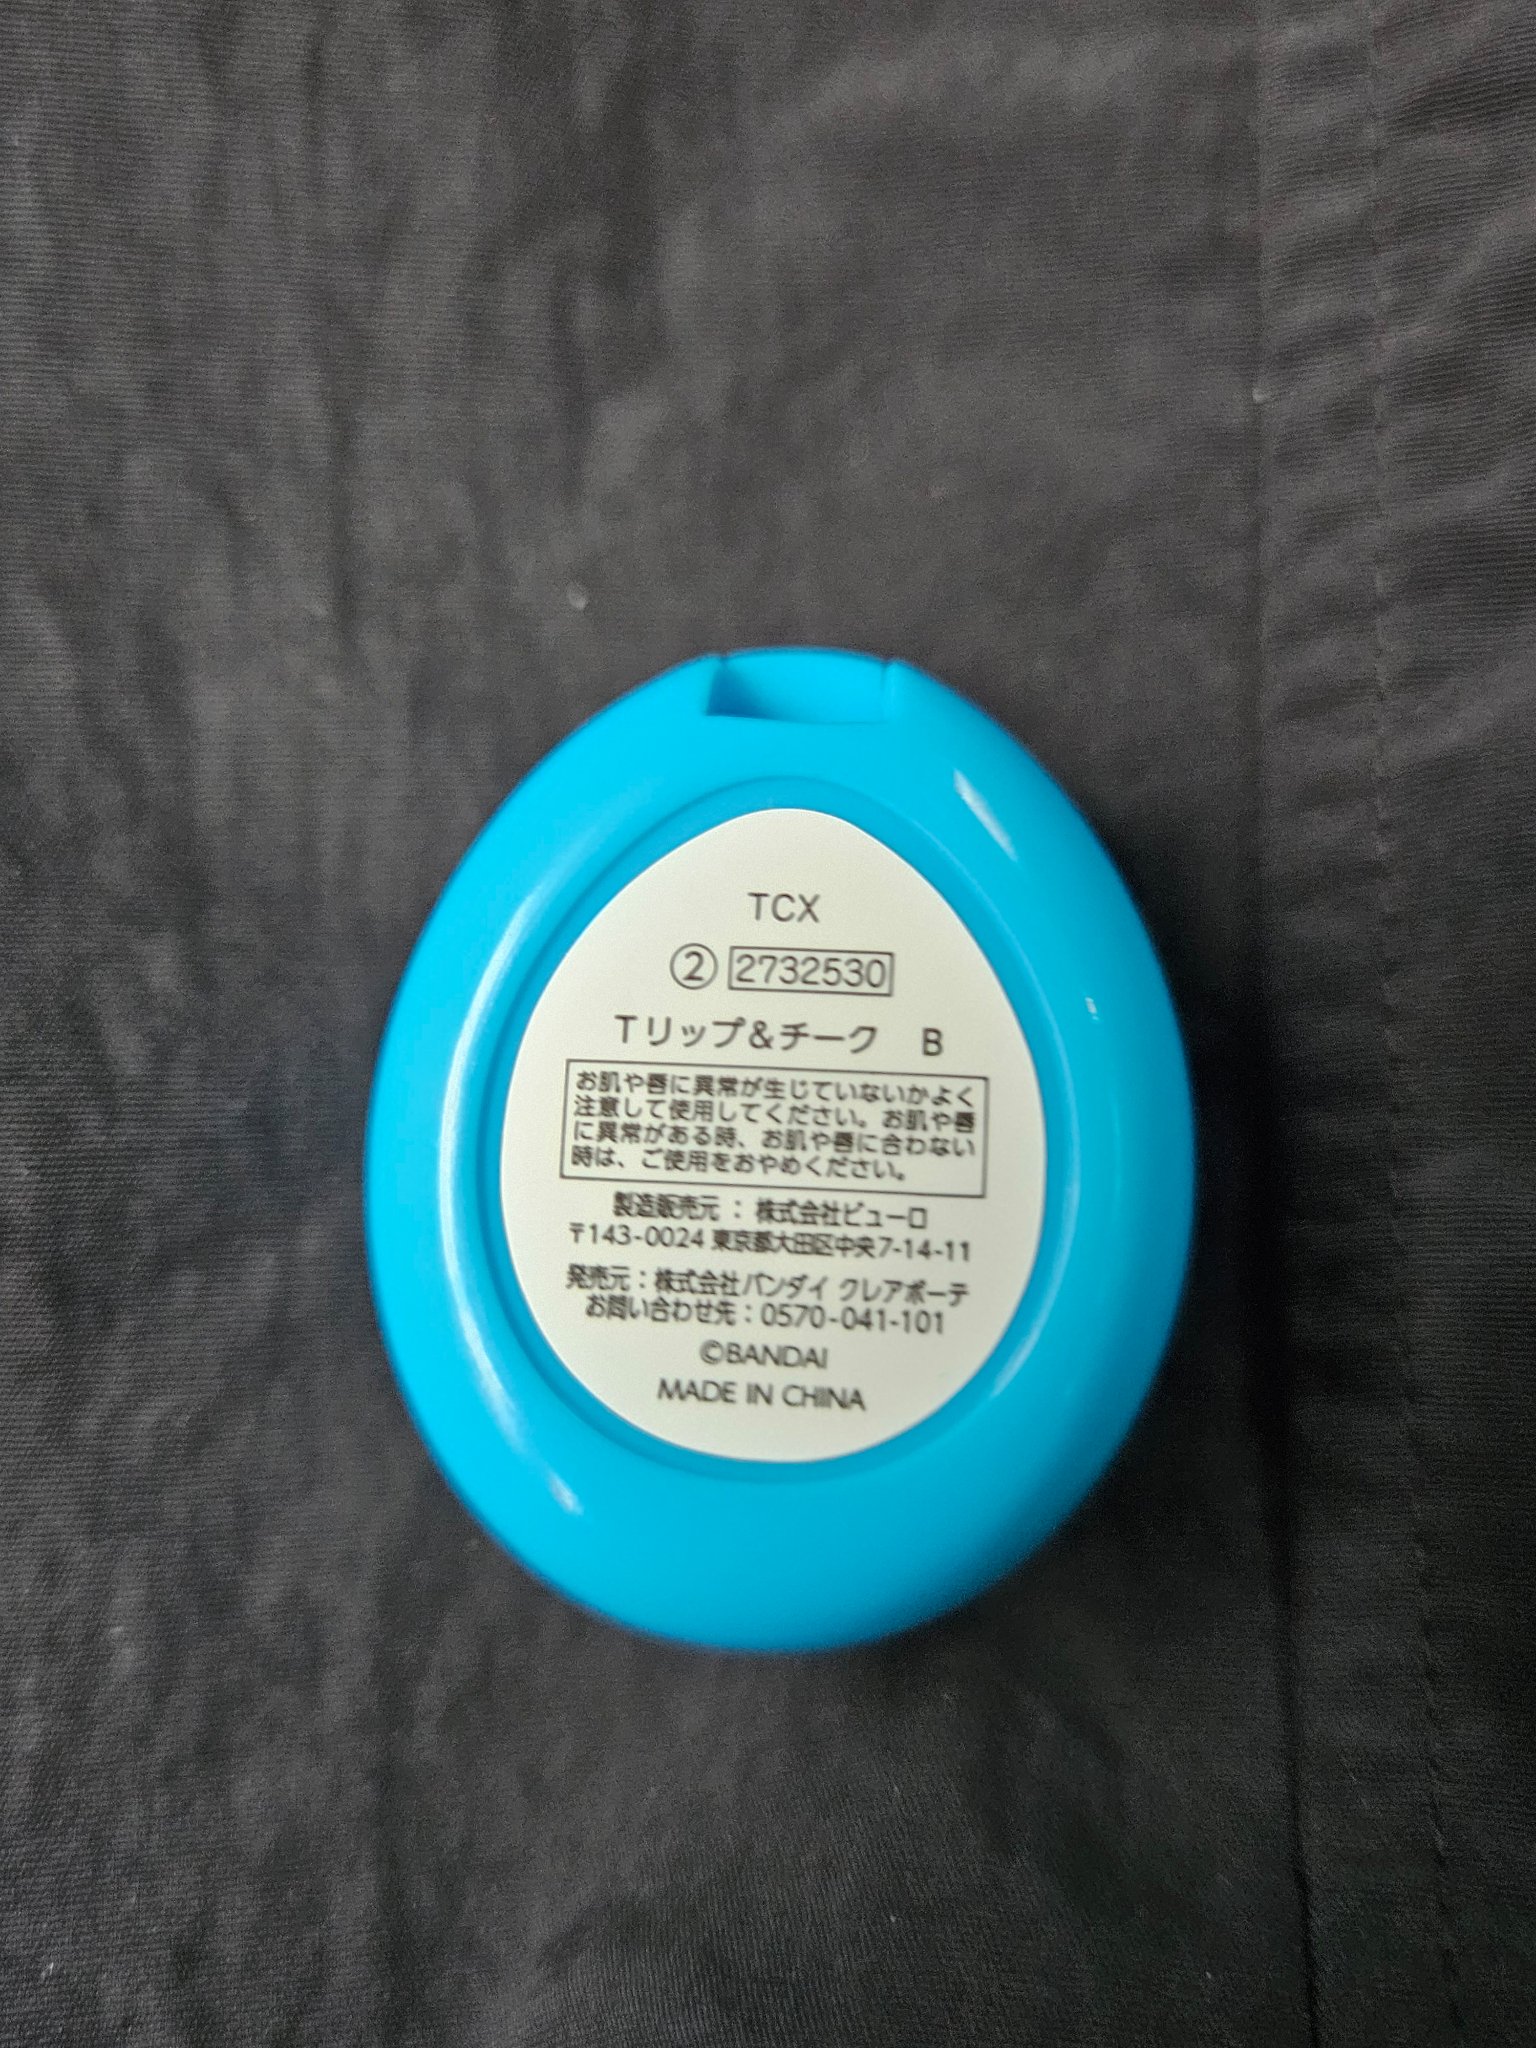 TCX
② 2732530
Tリップ&チーク B
お肌や唇に異常が生じていないかよく
注意して使用してください。お肌や唇
に異常がある時、お肌や唇に合わない
時は、ご使用をおやめください。
製造販売元 : 株式会社ピューロ
〒143-0024 東京都大田区中央7-14-11
発売元 : 株式会社バンダイ クレアボーテ
お問い合わせ先 : 0570-041-101
©BANDAI
MADE IN CHINA